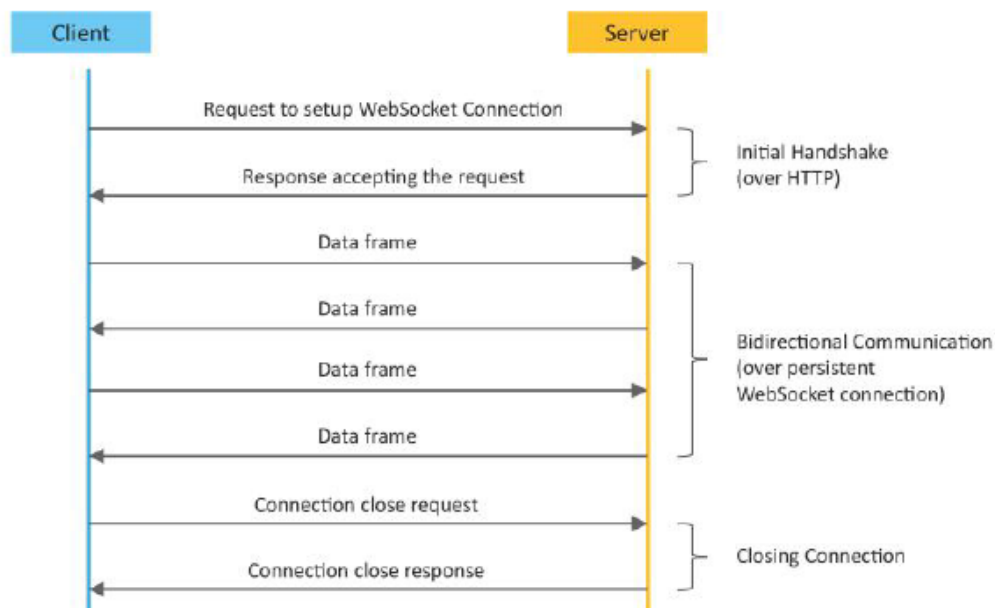 Client
Server
Request to setup WebSocket Connection
Initial Handshake
(over HTTP)
Response accepting the request
Data frame
Data frame
Bidirectional Communication
(over persistent
WebSocket connection)
Data frame
Data frame
Connection close request
Closing Connection
Connection close response